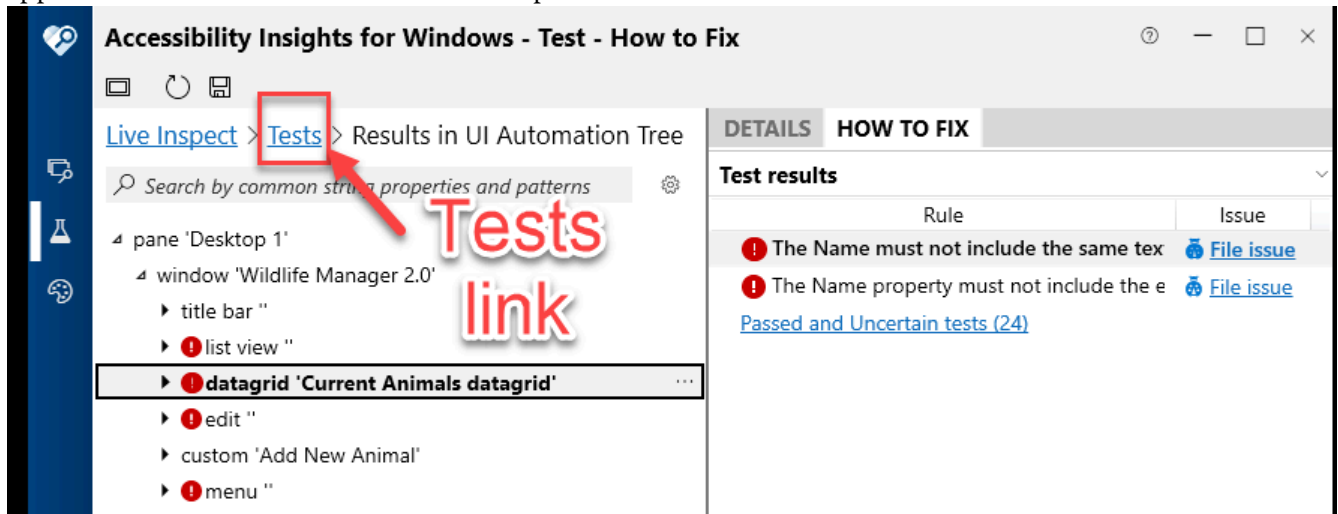 Accessibility Insights for Windows - Test - How to Fix
Live Inspect > Tests > Results in UI Automation Tree
Search by common string properties and patterns
Tests
link
pane 'Desktop 1'
window 'Wildlife Manager 2.0'
title bar ''
list view ''
datagrid 'Current Animals datagrid' ...
edit ''
custom 'Add New Animal'
menu ''
DETAILS HOW TO FIX
Test results
Rule Issue
The Name must not include the same tex File issue
The Name property must not include the e File issue
Passed and Uncertain tests (24)